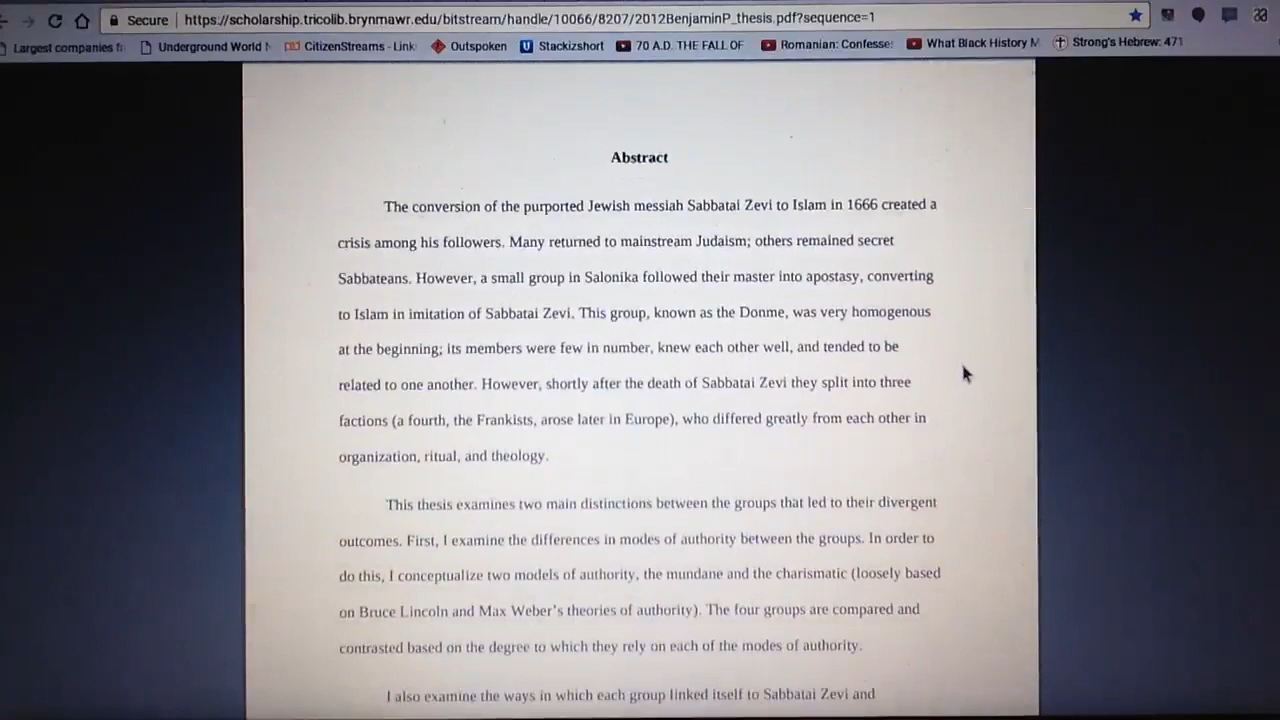 Secure https://scholarship.tricolib.brynmawr.edu/bitstream/handle/10066/8207/2012BenjaminP_thesis.pdf?sequence=1
Largest companies f Underground World N CitizenStreams - Link Outspoken Stackizshort 70 A.D. THE FALL OF Romanian: Confesse: What Black History M Strong's Hebrew: 471
Abstract
The conversion of the purported Jewish messiah Sabbatai Zevi to Islam in 1666 created a
crisis among his followers. Many returned to mainstream Judaism; others remained secret
Sabbateans. However, a small group in Salonika followed their master into apostasy, converting
to Islam in imitation of Sabbatai Zevi. This group, known as the Donme, was very homogenous
at the beginning; its members were few in number, knew each other well, and tended to be
related to one another. However, shortly after the death of Sabbatai Zevi they split into three
factions (a fourth, the Frankists, arose later in Europe), who differed greatly from each other in
organization, ritual, and theology.
This thesis examines two main distinctions between the groups that led to their divergent
outcomes. First, I examine the differences in modes of authority between the groups. In order to
do this, I conceptualize two models of authority, the mundane and the charismatic (loosely based
on Bruce Lincoln and Max Weber's theories of authority). The four groups are compared and
contrasted based on the degree to which they rely on each of the modes of authority.
I also examine the ways in which each group linked itself to Sabbatai Zevi and